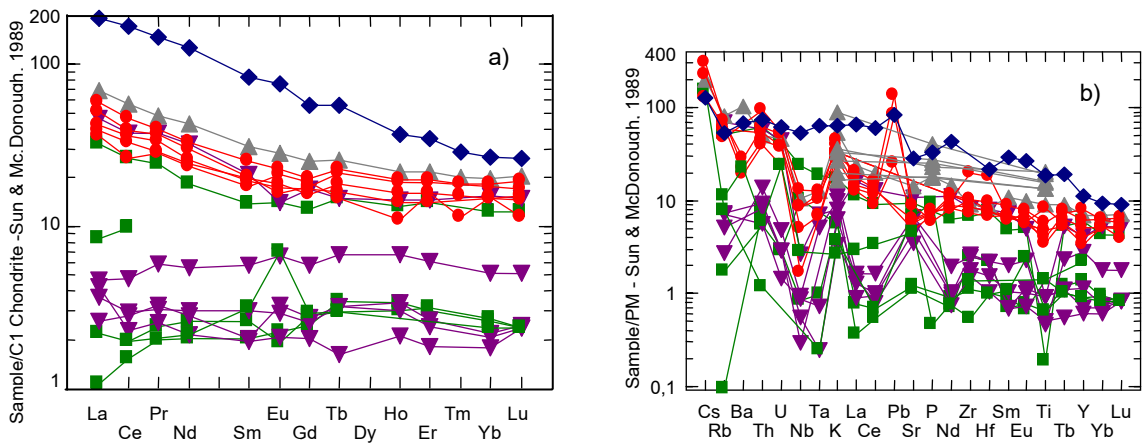 a)
200
100
10
1
Sample/C1 Chondrite -Sun & Mc.Donoudh. 1989
La Pr Eu Tb Ho Tm Lu
Ce Nd Sm Gd Dy Er Yb
b)
400
100
10
1
0,1
Sample/PM - Sun & McDonoudh. 1989
Cs Ba U Ta La Pb P Zr Sm Ti Y Lu
Rb Th Nb K Ce Sr Nd Hf Eu Tb Yb